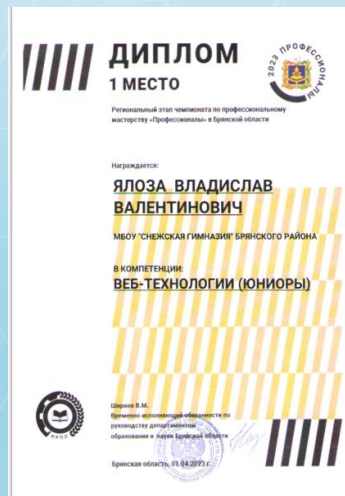 ДИПЛОМ
1 МЕСТО
2023 ПРОФЕССИОНАЛЫ
Региональный этап чемпионата по профессиональному
мастерству «Профессионалы» в Брянской области
Награждается:
ЯЛОЗА ВЛАДИСЛАВ
ВАЛЕНТИНОВИЧ
МБОУ "СНЕЖСКАЯ ГИМНАЗИЯ" БРЯНСКОГО РАЙОНА
В КОМПЕТЕНЦИИ:
ВЕБ-ТЕХНОЛОГИИ (ЮНИОРЫ)
Ширяев В.М.
Временно исполняющий обязанности по
руководству департаментом
образования и науки Брянской области
Брянская область, 01.04.2023 г.